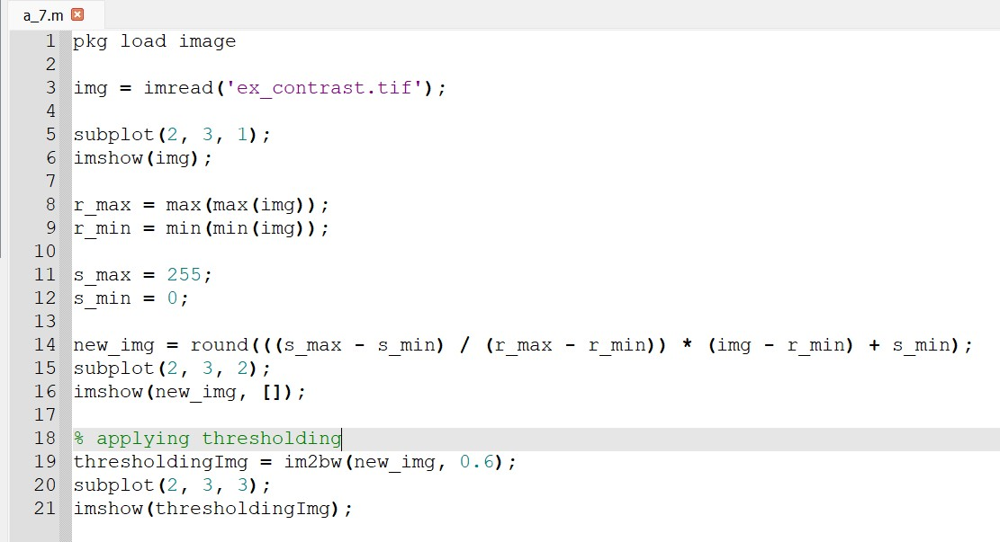 a_7.m
1 pkg load image
2
3 img = imread('ex_contrast.tif');
4
5 subplot(2, 3, 1);
6 imshow(img);
7
8 r_max = max(max(img));
9 r_min = min(min(img));
10
11 s_max = 255;
12 s_min = 0;
13
14 new_img = round(((s_max - s_min) / (r_max - r_min)) * (img - r_min) + s_min);
15 subplot(2, 3, 2);
16 imshow(new_img, []);
17
18 % applying thresholding
19 thresholdingImg = im2bw(new_img, 0.6);
20 subplot(2, 3, 3);
21 imshow(thresholdingImg);